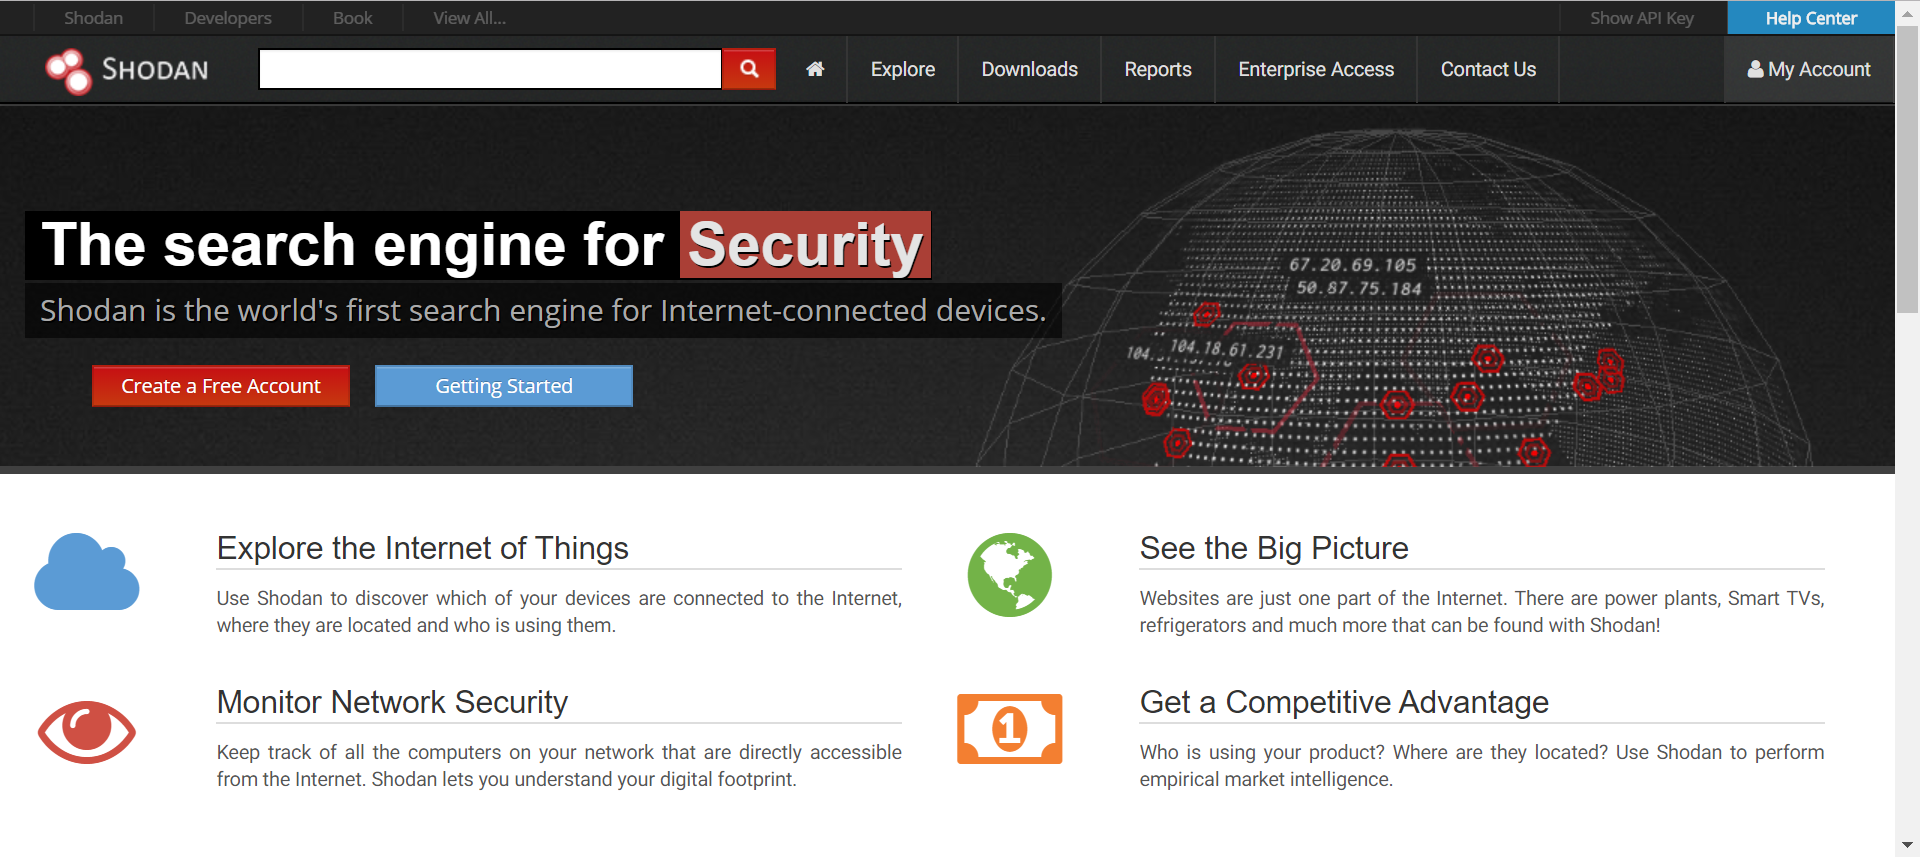 Shodan Developers Book View All... Show API Key Help Center
SHODAN Explore Downloads Reports Enterprise Access Contact Us My Account
The search engine for Security
Shodan is the world's first search engine for Internet-connected devices.
Create a Free Account Getting Started
67.20.69.105
50.87.75.184
104.18.61.231
Explore the Internet of Things
Use Shodan to discover which of your devices are connected to the Internet,
where they are located and who is using them.
See the Big Picture
Websites are just one part of the Internet. There are power plants, Smart TVs,
refrigerators and much more that can be found with Shodan!
Monitor Network Security
Keep track of all the computers on your network that are directly accessible
from the Internet. Shodan lets you understand your digital footprint.
1
Get a Competitive Advantage
Who is using your product? Where are they located? Use Shodan to perform
empirical market intelligence.